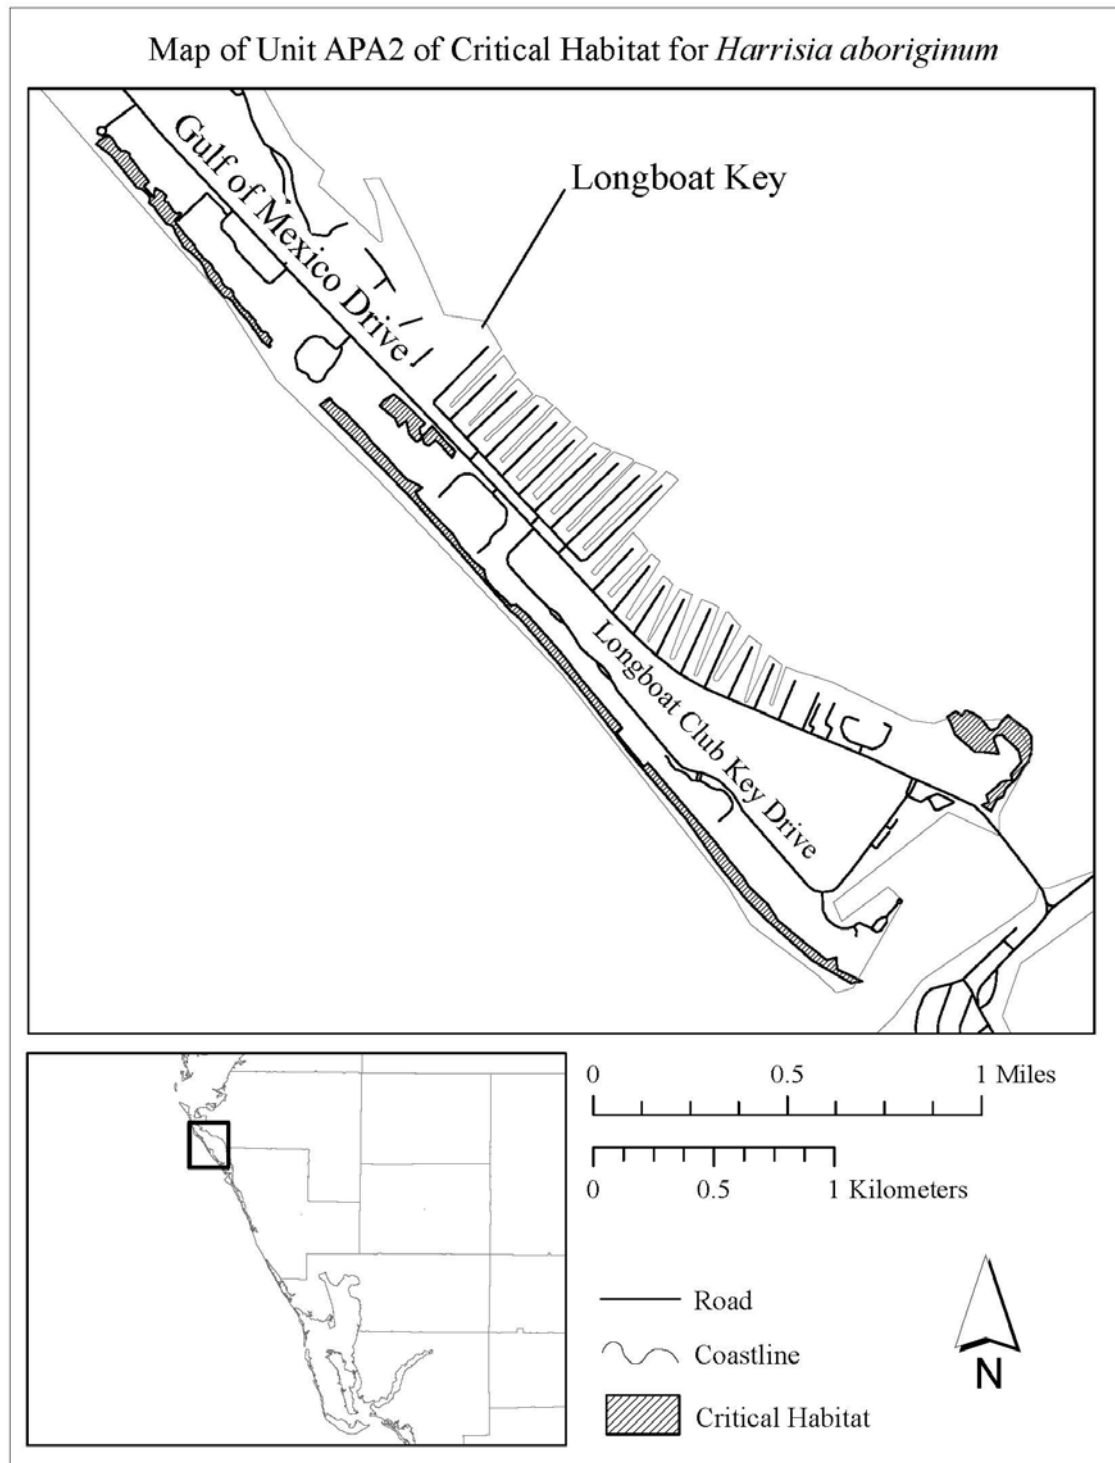 Map of Unit APA2 of Critical Habitat for Harrisia aboriginum
Gulf of Mexico Drive
Longboat Key
Longboat Club Key Drive
0 0.5 1 Miles
0 0.5 1 Kilometers
Road
Coastline
Critical Habitat
N